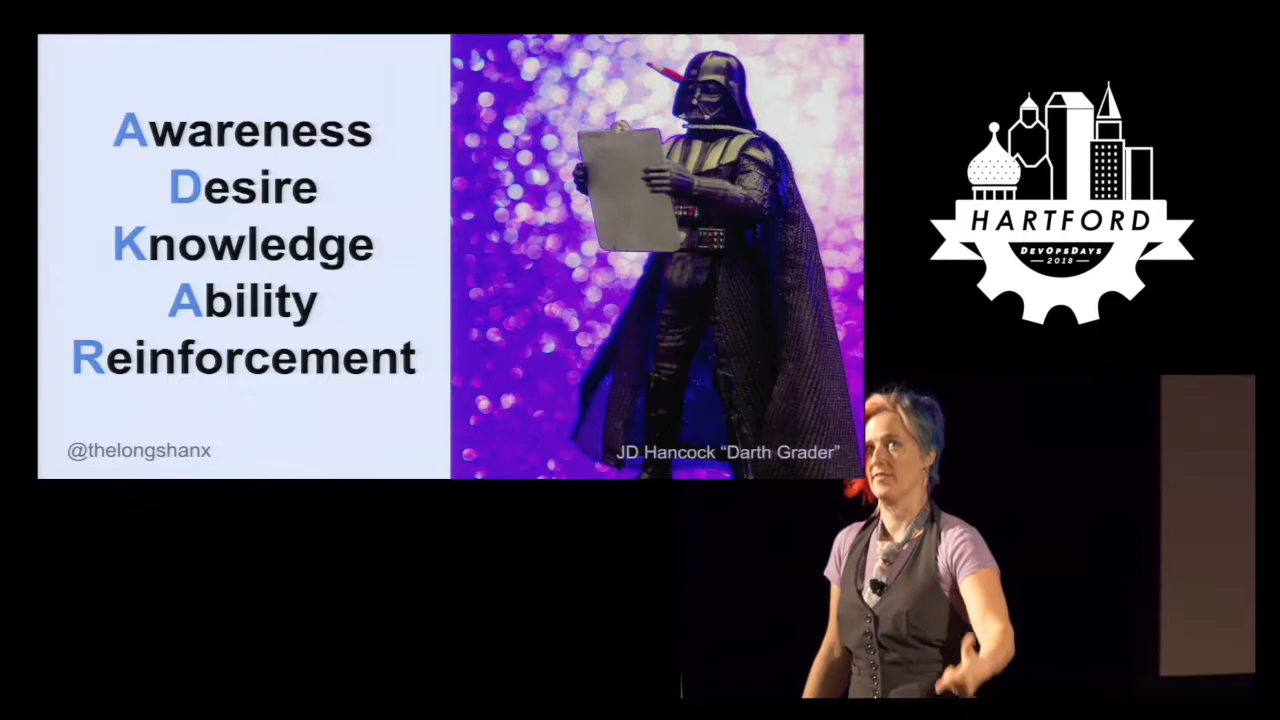 Awareness
Desire
Knowledge
Ability
Reinforcement
@thelongshanx
JD Hancock “Darth Grader”
HARTFORD
DEVOPSDAYS
2018